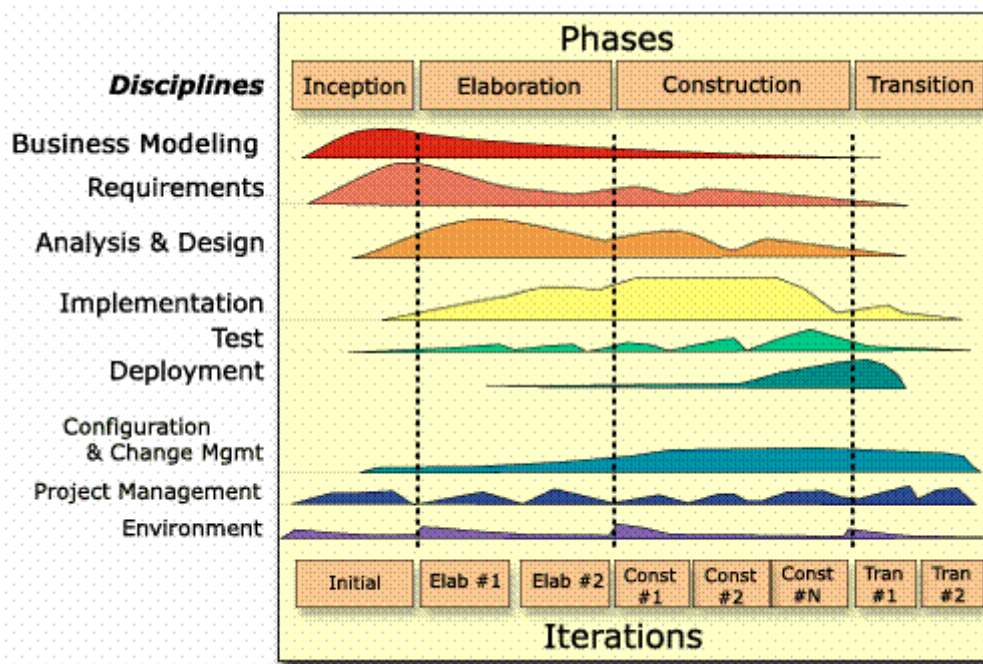 Phases
Disciplines
Inception
Elaboration
Construction
Transition
Business Modeling
Requirements
Analysis & Design
Implementation
Test
Deployment
Configuration
& Change Mgmt
Project Management
Environment
Initial
Elab #1
Elab #2
Const
#1
Const
#2
Const
#N
Tran
#1
Tran
#2
Iterations